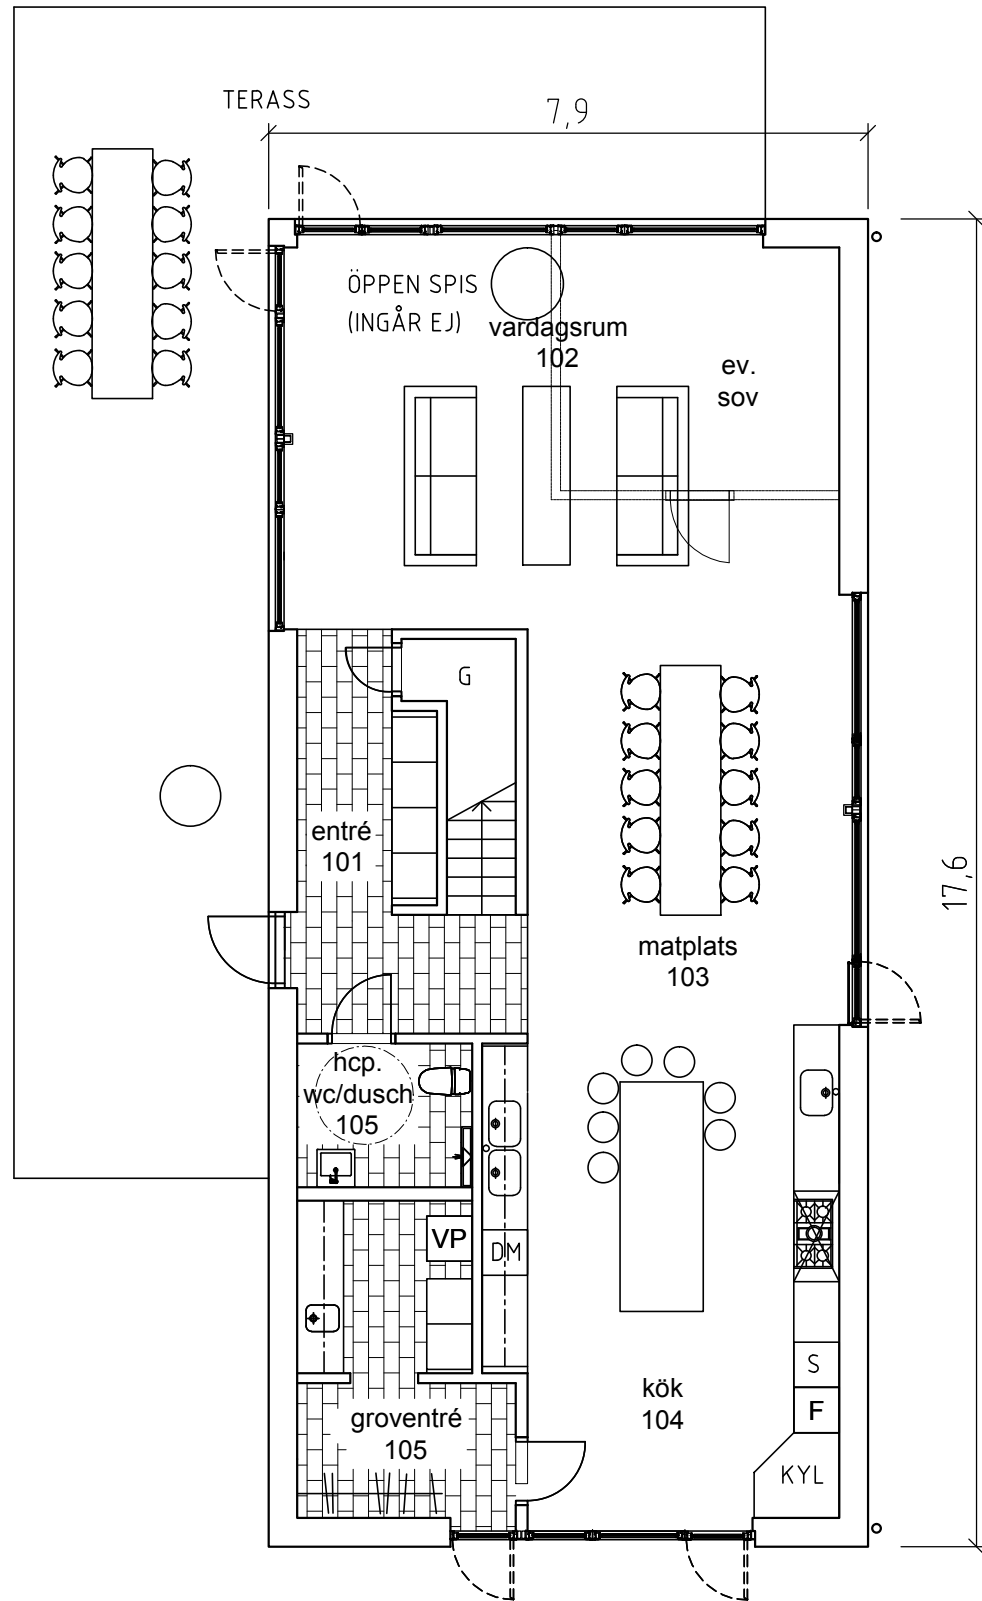 TERASS
7,9
ÖPPEN SPIS
(INGÅR EJ)
vardagsrum
102
ev.
sov
G
entré
101
17,6
matplats
103
hcp.
wc/dusch
105
VP
DM
S
F
kök
104
groventré
105
KYL